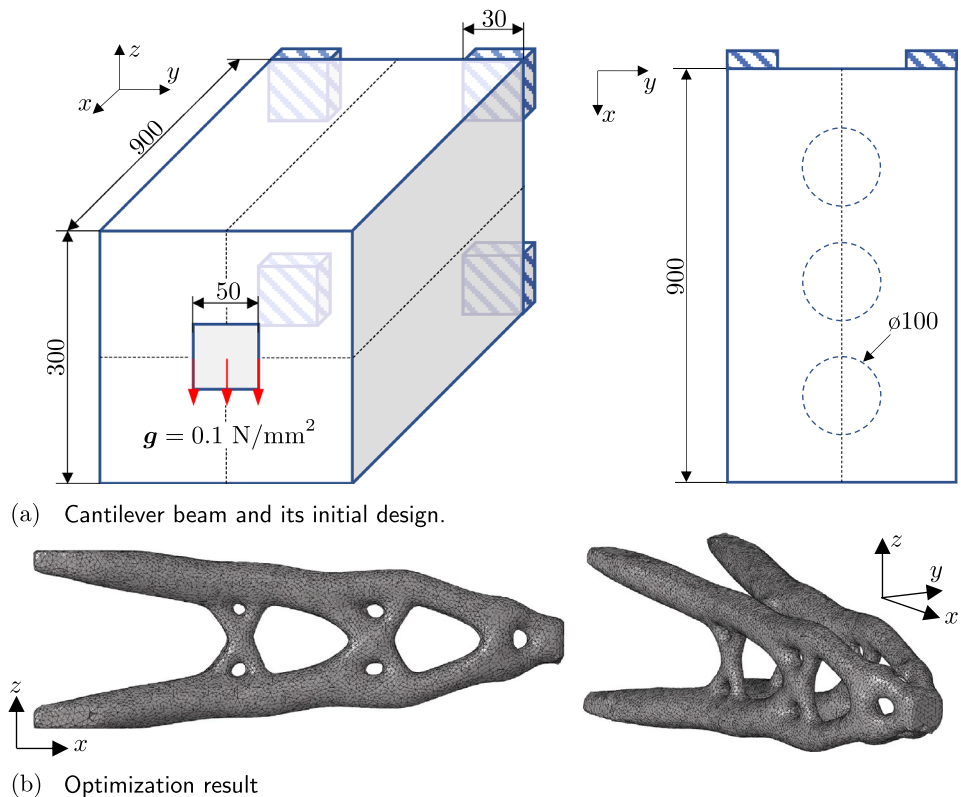 30
z
y
x
900
y
x
50
900
ø100
300
g = 0.1 N/mm²
(a) Cantilever beam and its initial design.
z
y
x
z
x
(b) Optimization result